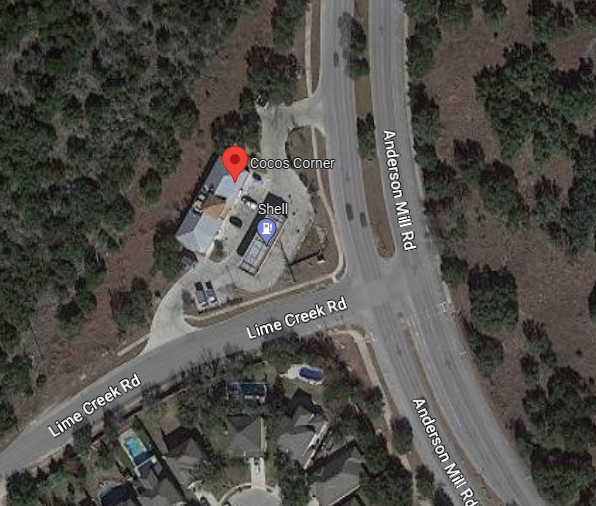 Cocos Corner
Shell
Anderson Mill Rd
Lime Creek Rd
Lime Creek Rd
Anderson Mill Rd